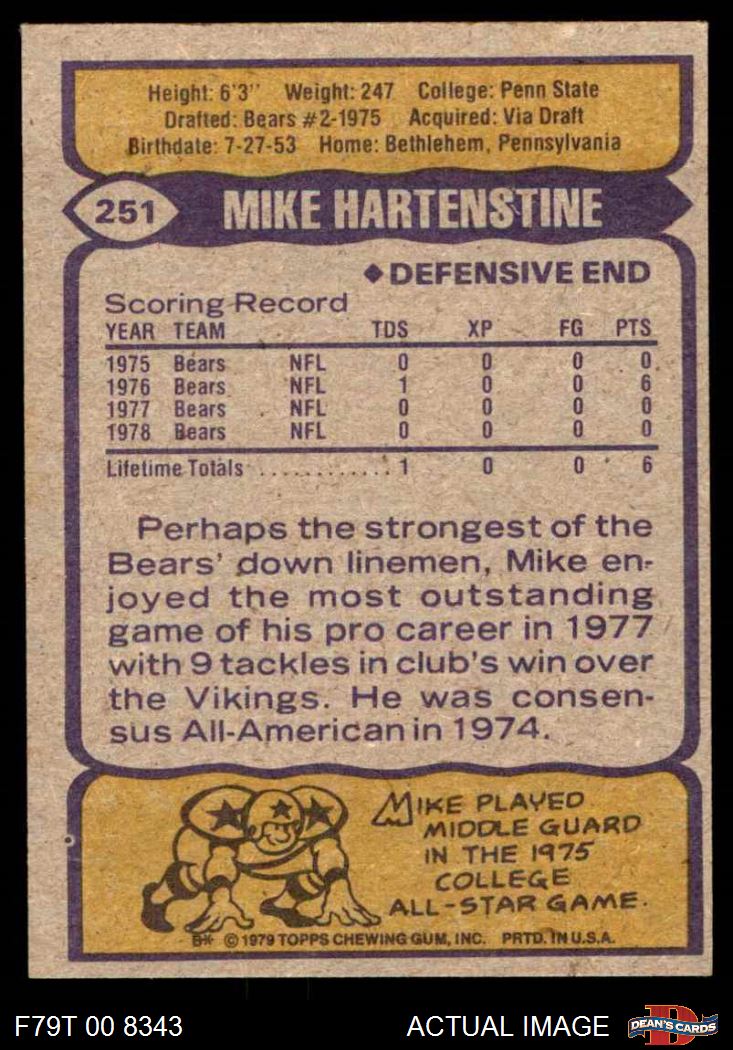 Height: 6'3" Weight: 247 College: Penn State
Drafted: Bears #2-1975 Acquired: Via Draft
Birthdate: 7-27-53 Home: Bethlehem, Pennsylvania
251 MIKE HARTENSTINE
◆DEFENSIVE END
Scoring Record
YEAR TEAM TDS XP FG PTS
1975 Bears NFL 0 0 0 0
1976 Bears NFL 1 0 0 6
1977 Bears NFL 0 0 0 0
1978 Bears NFL 0 0 0 0
Lifetime Totals ............ 1 0 0 6
Perhaps the strongest of the
Bears' down linemen, Mike en-
joyed the most outstanding
game of his pro career in 1977
with 9 tackles in club's win over
the Vikings. He was consen-
sus All-American in 1974.
MIKE PLAYED
MIDDLE GUARD
IN THE 1975
COLLEGE
ALL-STAR GAME.
B* © 1979 TOPPS CHEWING GUM, INC. PRTD. IN U.S.A.
F79T 00 8343 ACTUAL IMAGE D DEAN'S CARDS